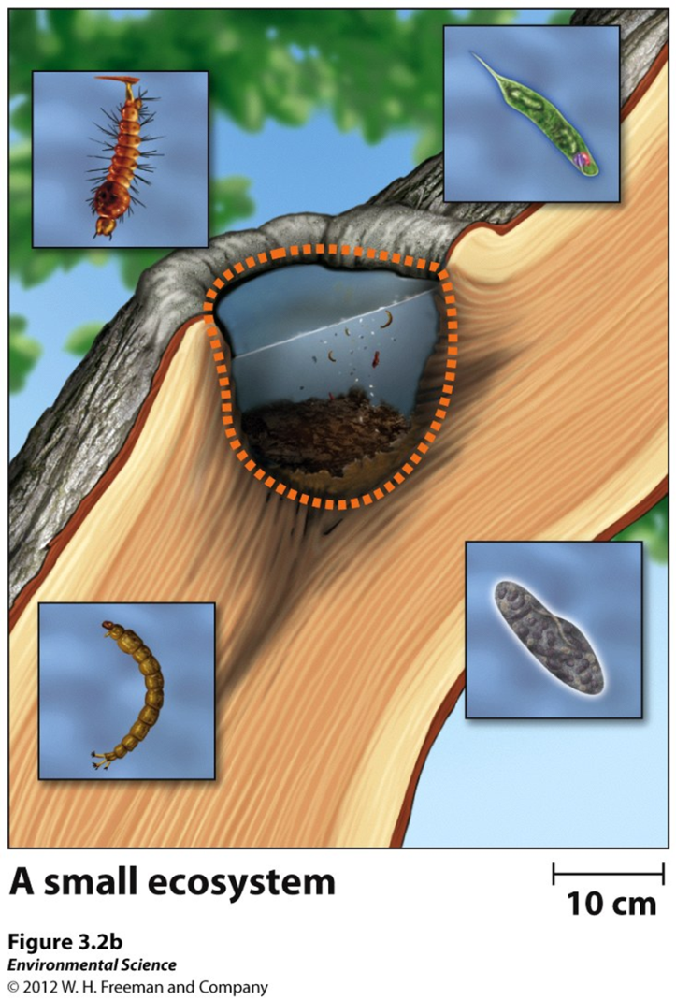 A small ecosystem
10 cm
Figure 3.2b
Environmental Science
© 2012 W. H. Freeman and Company